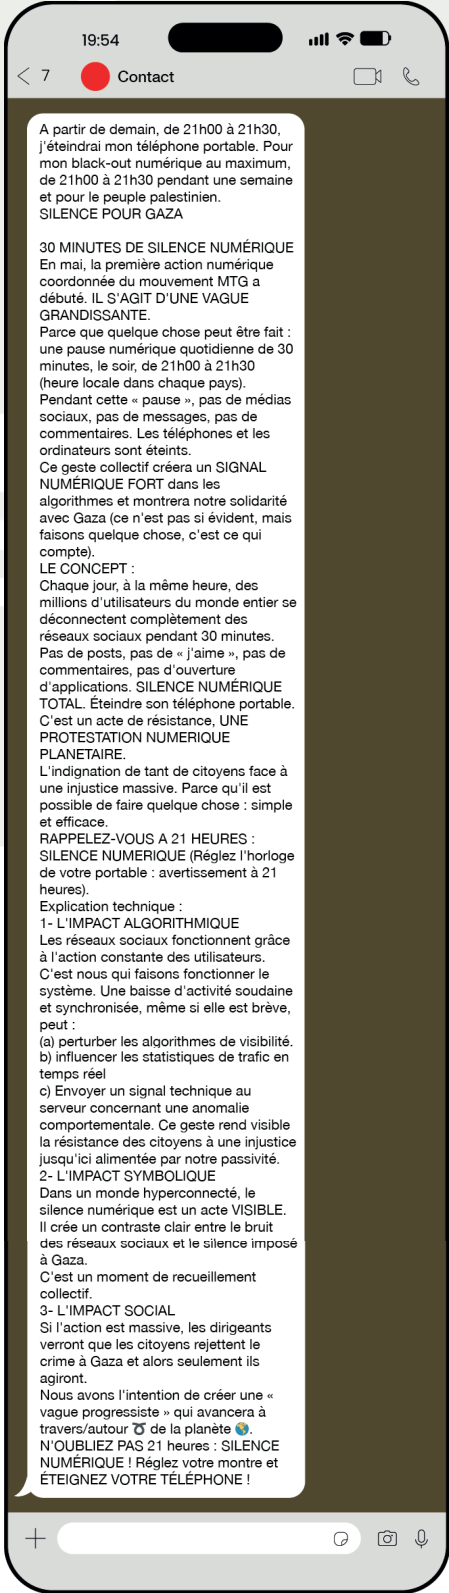 19:54
7
Contact
A partir de demain, de 21h00 à 21h30,
j'éteindrai mon téléphone portable. Pour
mon black-out numérique au maximum,
de 21h00 à 21h30 pendant une semaine
et pour le peuple palestinien.
SILENCE POUR GAZA
30 MINUTES DE SILENCE NUMÉRIQUE
En mai, la première action numérique
coordonnée du mouvement MTG a
débuté. IL S'AGIT D'UNE VAGUE
GRANDISSANTE.
Parce que quelque chose peut être fait :
une pause numérique quotidienne de 30
minutes, le soir, de 21h00 à 21h30
(heure locale dans chaque pays).
Pendant cette « pause », pas de médias
sociaux, pas de messages, pas de
commentaires. Les téléphones et les
ordinateurs sont éteints.
Ce geste collectif créera un SIGNAL
NUMÉRIQUE FORT dans les
algorithmes et montrera notre solidarité
avec Gaza (ce n'est pas si évident, mais
faisons quelque chose, c'est ce qui
compte).
LE CONCEPT :
Chaque jour, à la même heure, des
millions d'utilisateurs du monde entier se
déconnectent complètement des
réseaux sociaux pendant 30 minutes.
Pas de posts, pas de « j'aime », pas de
commentaires, pas d'ouverture
d'applications. SILENCE NUMÉRIQUE
TOTAL. Éteindre son téléphone portable.
C'est un acte de résistance, UNE
PROTESTATION NUMERIQUE
PLANETAIRE.
L'indignation de tant de citoyens face à
une injustice massive. Parce qu'il est
possible de faire quelque chose : simple
et efficace.
RAPPELEZ-VOUS A 21 HEURES :
SILENCE NUMERIQUE (Réglez l'horloge
de votre portable : avertissement à 21
heures).
Explication technique :
1- L'IMPACT ALGORITHMIQUE
Les réseaux sociaux fonctionnent grâce
à l'action constante des utilisateurs.
C'est nous qui faisons fonctionner le
système. Une baisse d'activité soudaine
et synchronisée, même si elle est brève,
peut :
(a) perturber les algorithmes de visibilité.
b) influencer les statistiques de trafic en
temps réel
c) Envoyer un signal technique au
serveur concernant une anomalie
comportementale. Ce geste rend visible
la résistance des citoyens à une injustice
jusqu'ici alimentée par notre passivité.
2- L'IMPACT SYMBOLIQUE
Dans un monde hyperconnecté, le
silence numérique est un acte VISIBLE.
Il crée un contraste clair entre le bruit
des réseaux sociaux et le silence imposé
à Gaza.
C'est un moment de recueillement
collectif.
3- L'IMPACT SOCIAL
Si l'action est massive, les dirigeants
verront que les citoyens rejettent le
crime à Gaza et alors seulement ils
agiront.
Nous avons l'intention de créer une «
vague progressiste » qui avancera à
travers/autour ➰ de la planète 🌎.
N'OUBLIEZ PAS 21 heures : SILENCE
NUMÉRIQUE ! Réglez votre montre et
ÉTEIGNEZ VOTRE TÉLÉPHONE !